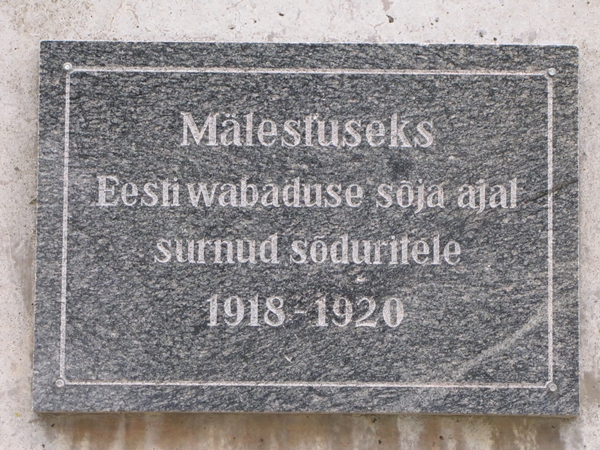 Mälestuseks
Eesti wabaduse sõja ajal
surnud sõduritele
1918-1920